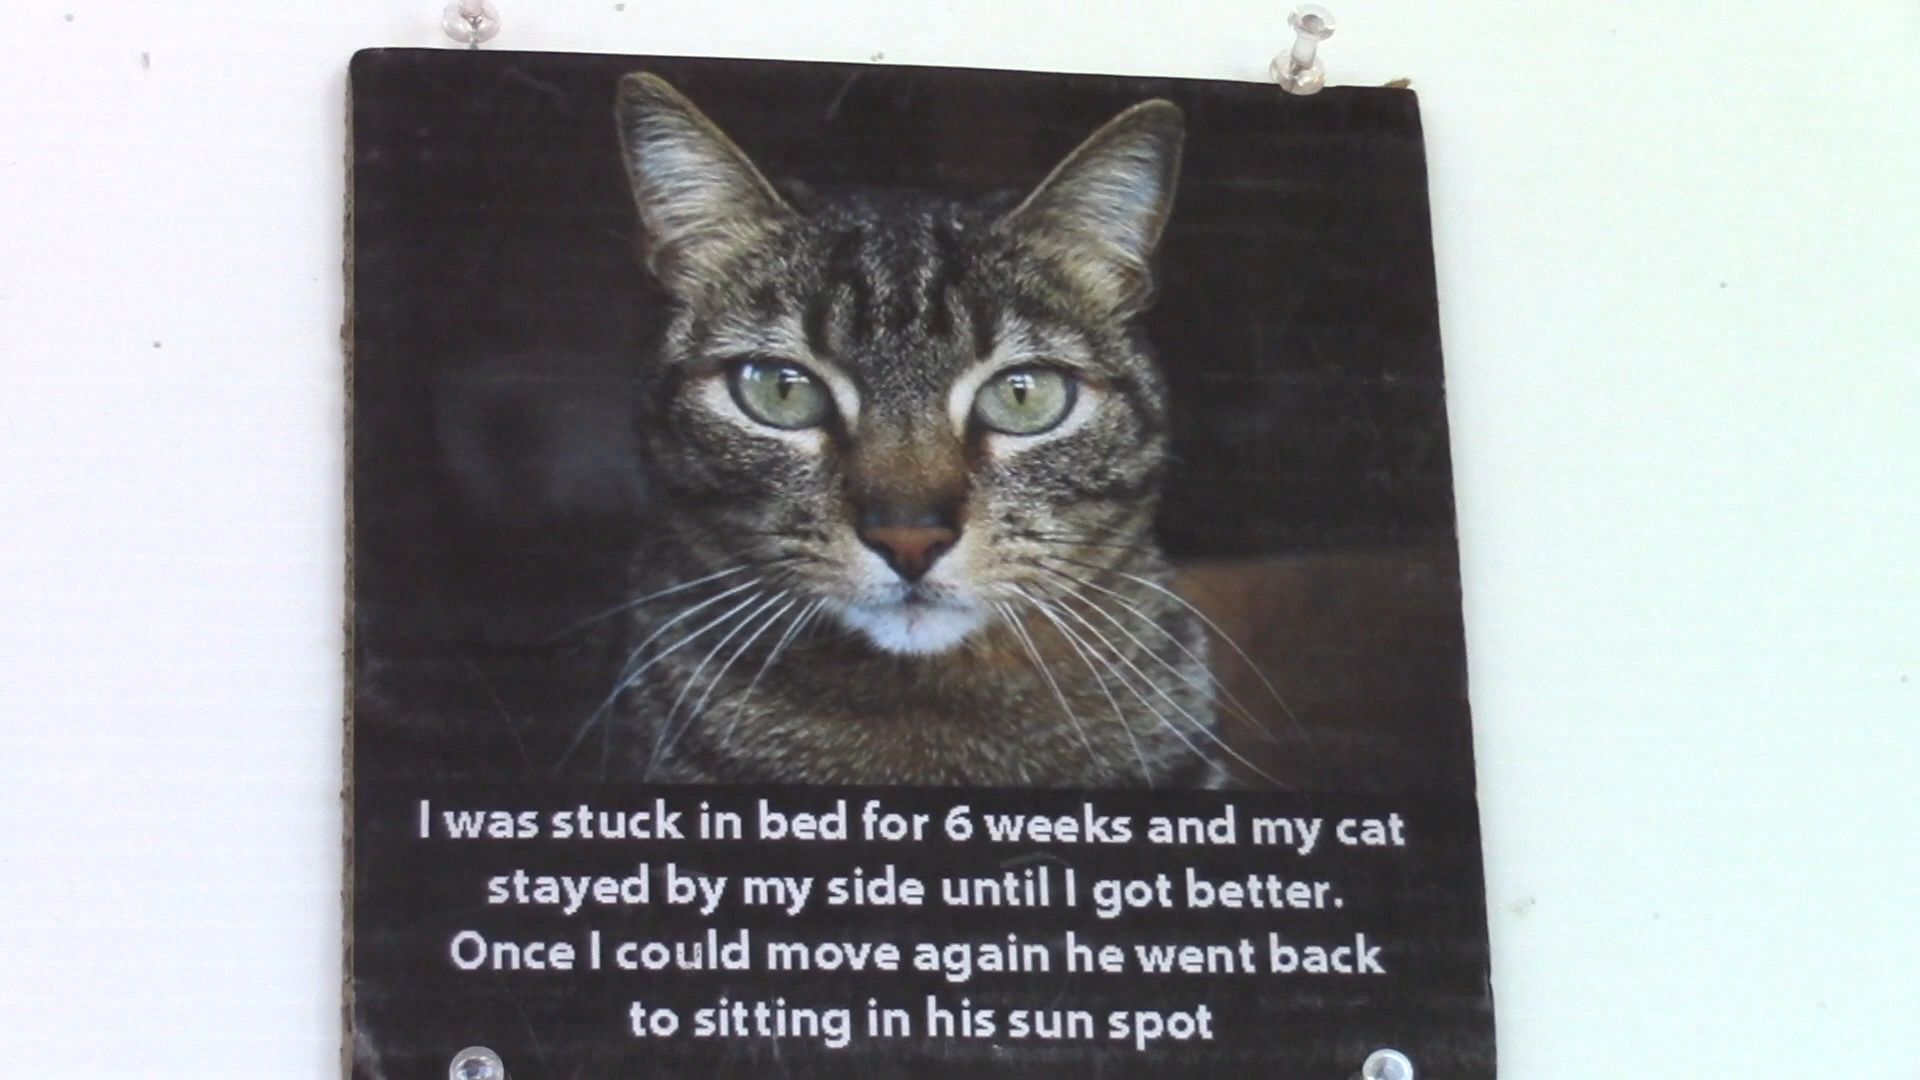 I was stuck in bed for 6 weeks and my cat
stayed by my side until I got better.
Once I could move again he went back
to sitting in his sun spot